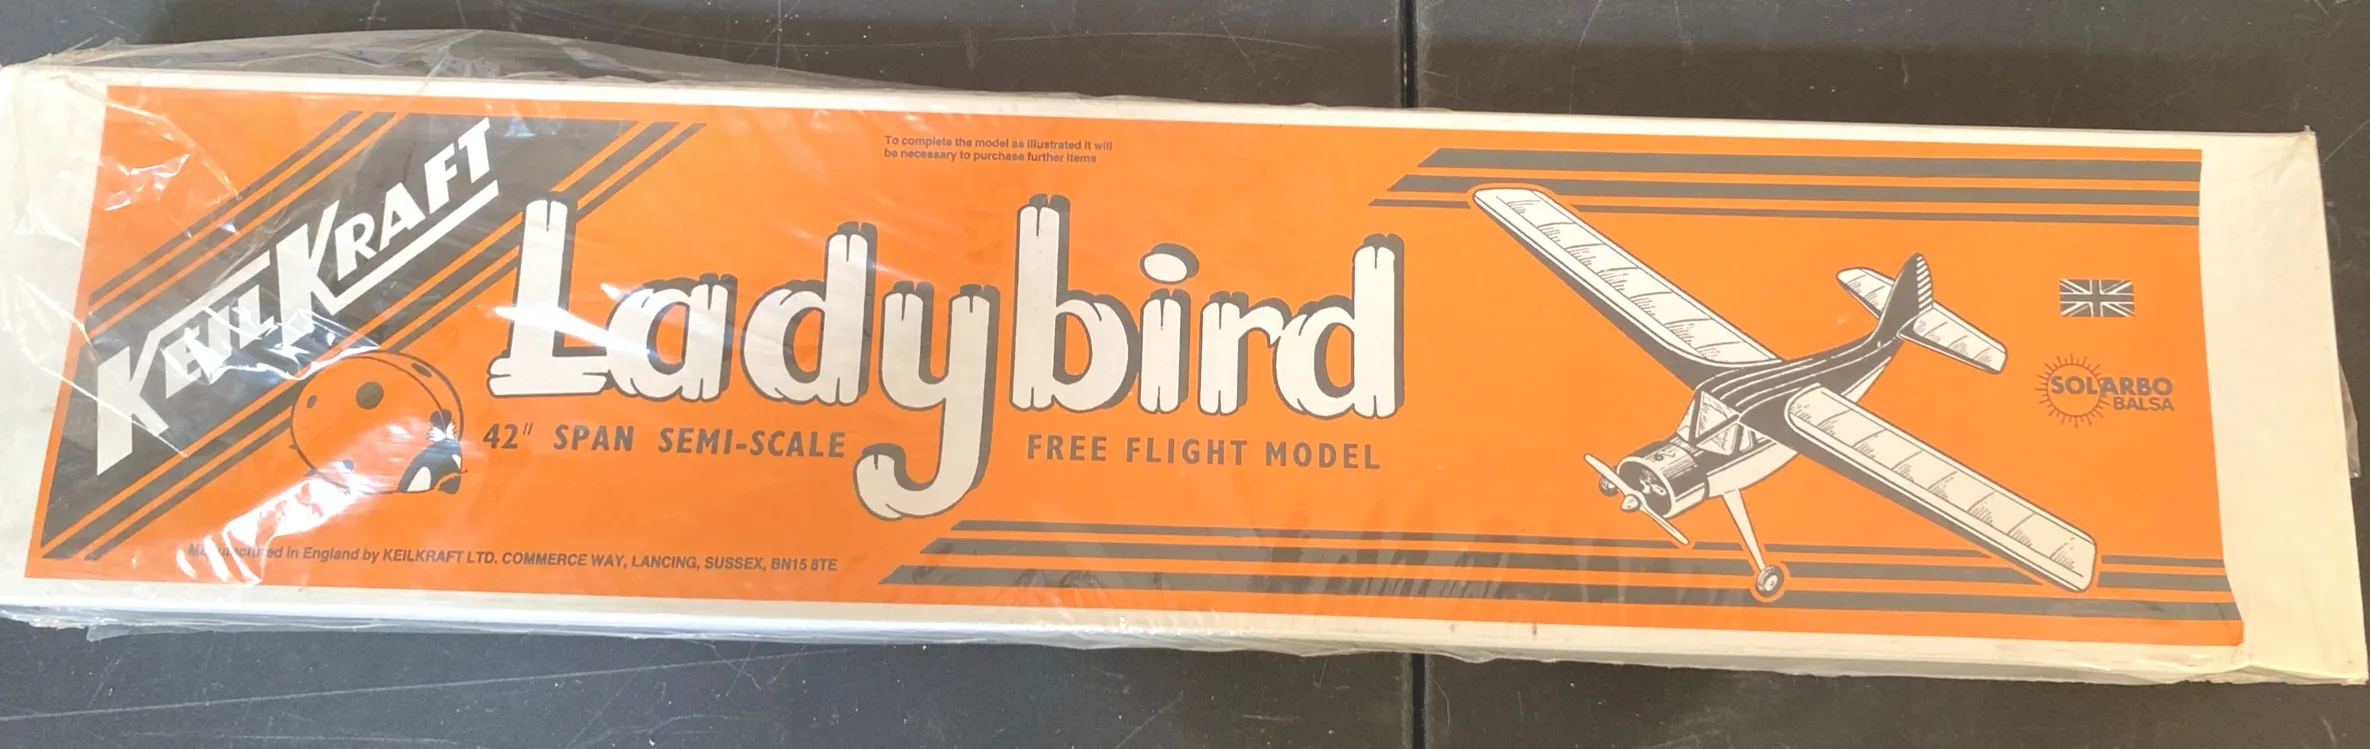 To complete the model as illustrated it will
be necessary to purchase further items
KEILKRAFT
Ladybird
42" SPAN SEMI-SCALE
FREE FLIGHT MODEL
SOLARBO
BALSA
Manufactured in England by KEILKRAFT LTD. COMMERCE WAY, LANCING, SUSSEX, BN15 8TE